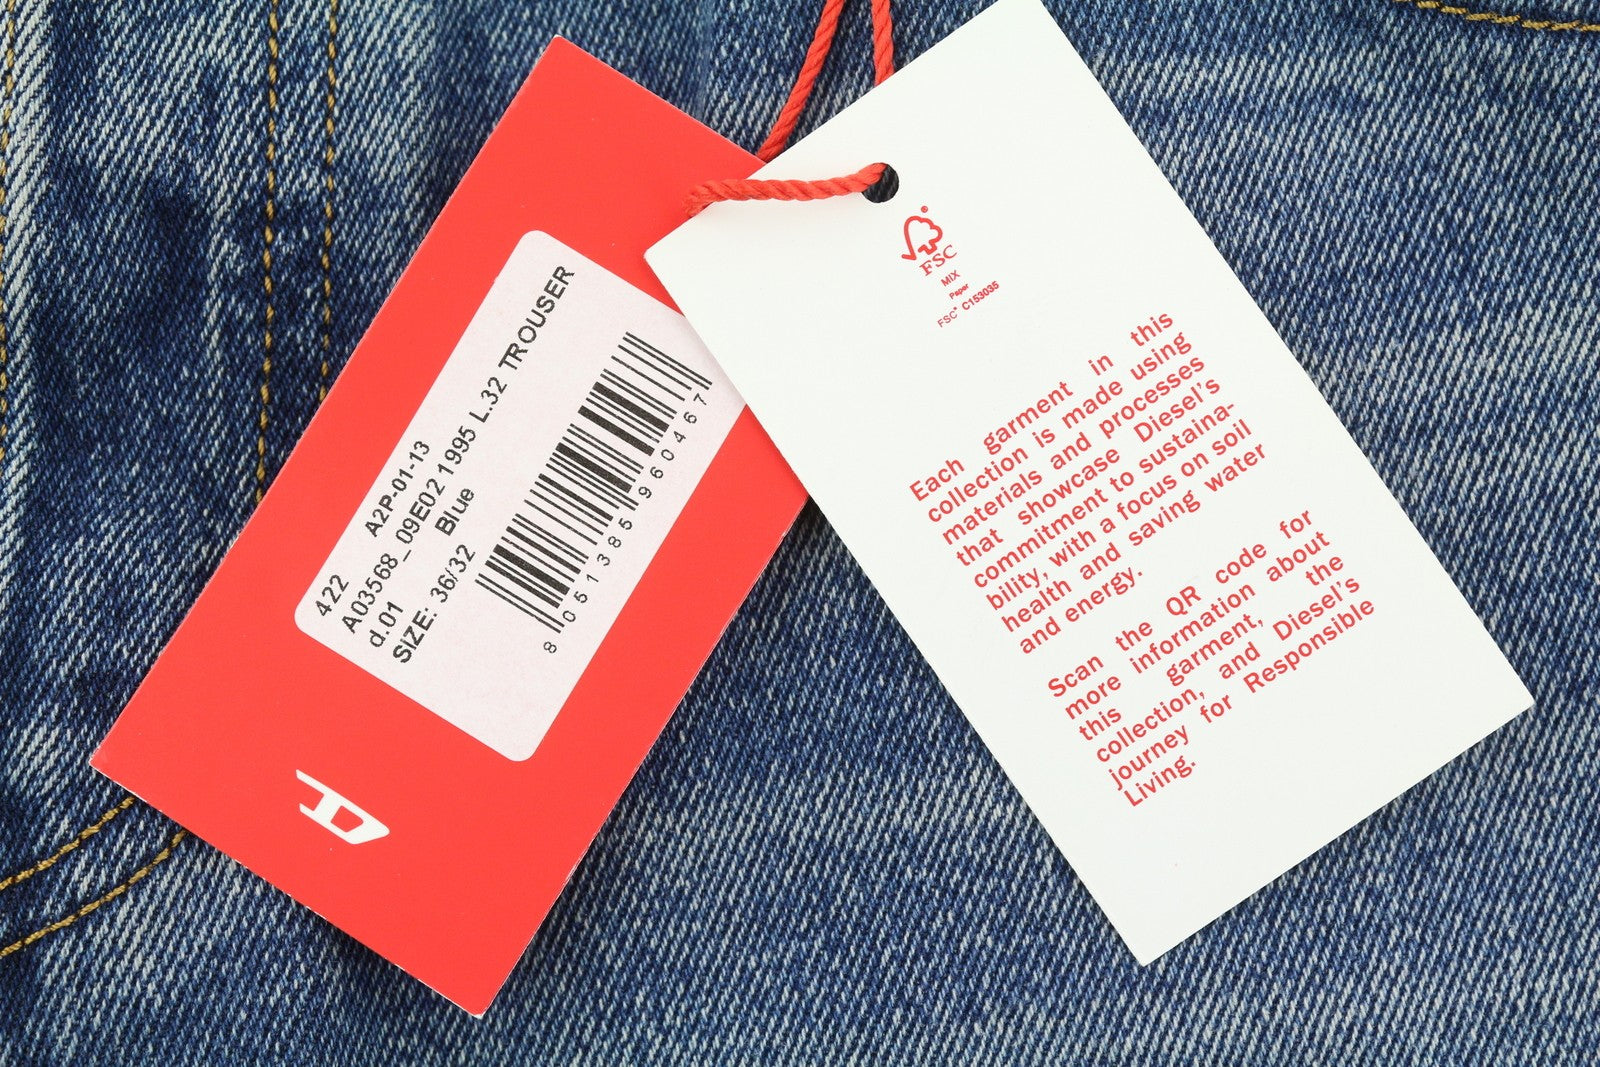 422
A2P-01-13
A03568_09E02 1995 L.32 TROUSER
d.01
Blue
SIZE: 36/32
8051385960467
FSC®
MIX
Paper
FSC® C153035
Each garment in this
collection is made using
materials and processes
that showcase Diesel's
commitment to sustaina-
bility, with a focus on soil
health and saving water
and energy.
Scan the QR code for
more information about
this garment, the
collection, and Diesel's
journey for Responsible
Living.